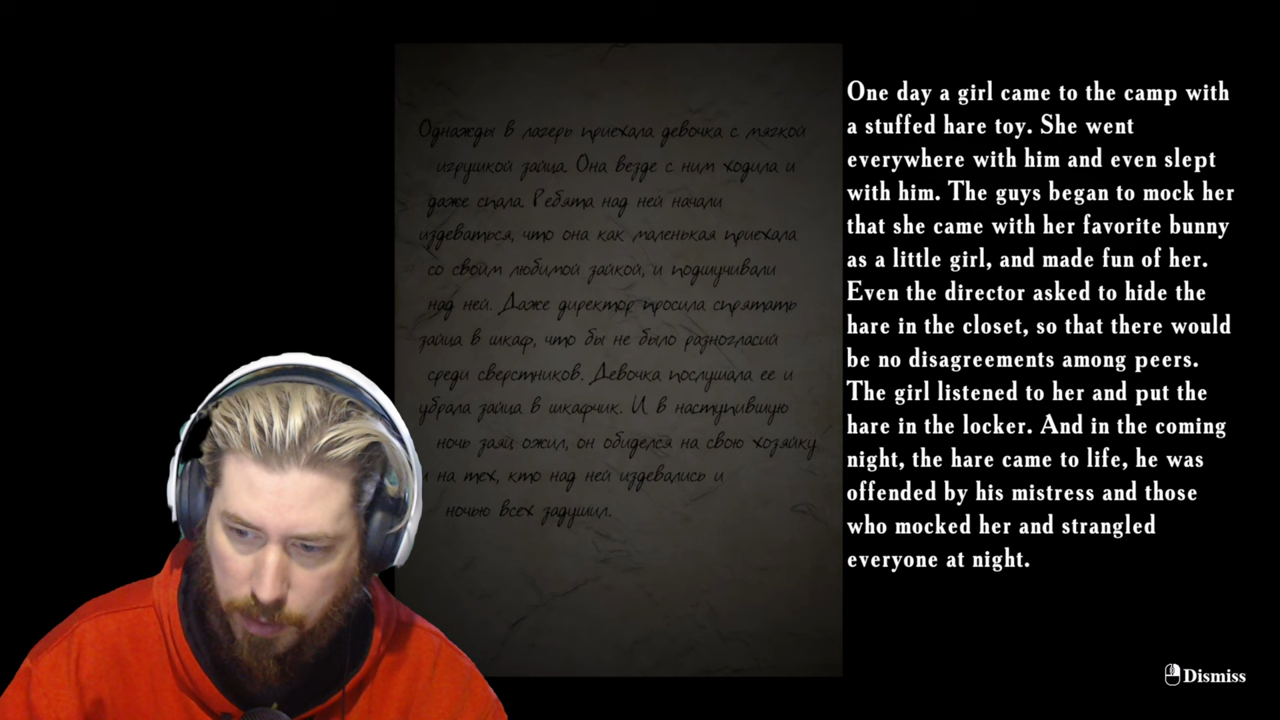 Однажды в лагерь приехала девочка с мягкой
игрушкой зайца. Она везде с ним ходила и
даже спала. Ребята над ней начали
издеваться, что она как маленькая приехала
со своим любимой зайкой, и подшучивали
над ней. Даже директор просила спрятать
зайца в шкаф, что бы не было разногласий
среди сверстников. Девочка послушала ее и
убрала зайца в шкафчик. И в наступившую
ночь заяц ожил, он обиделся на свою хозяйку
и на тех, кто над ней издевались и
ночью всех задушил.
One day a girl came to the camp with
a stuffed hare toy. She went
everywhere with him and even slept
with him. The guys began to mock her
that she came with her favorite bunny
as a little girl, and made fun of her.
Even the director asked to hide the
hare in the closet, so that there would
be no disagreements among peers.
The girl listened to her and put the
hare in the locker. And in the coming
night, the hare came to life, he was
offended by his mistress and those
who mocked her and strangled
everyone at night.
Dismiss